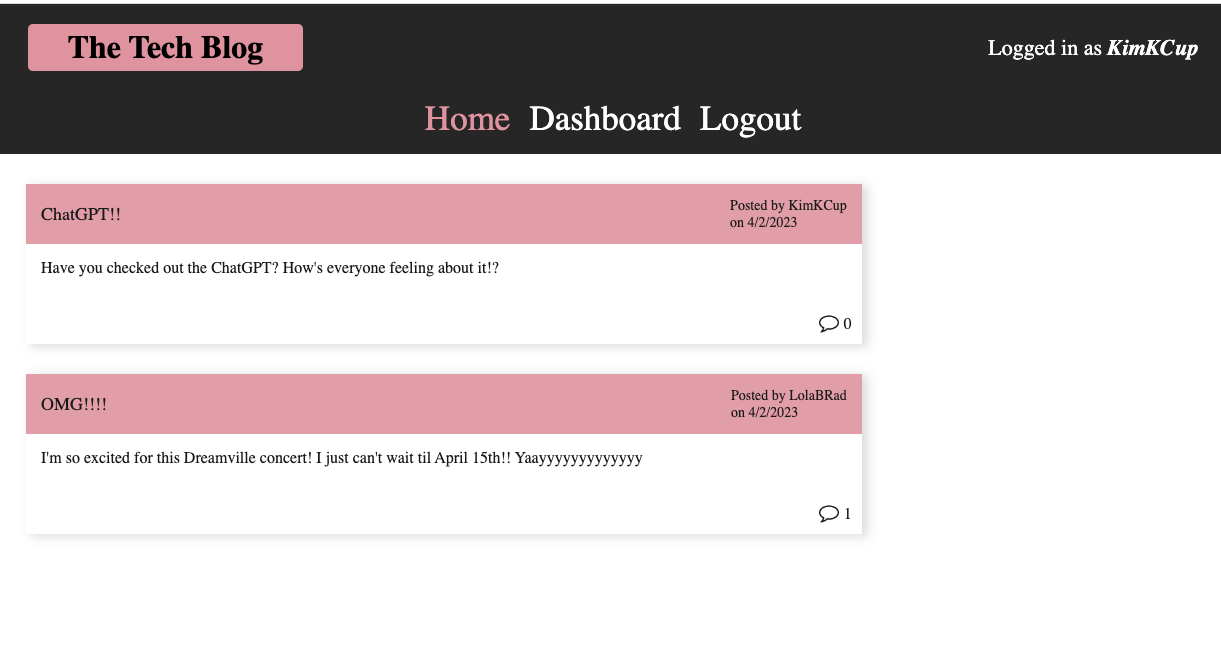 The Tech Blog
Logged in as KimKCup
Home Dashboard Logout
ChatGPT!!
Posted by KimKCup
on 4/2/2023
Have you checked out the ChatGPT? How's everyone feeling about it!?
0
OMG!!!!
Posted by LolaBRad
on 4/2/2023
I'm so excited for this Dreamville concert! I just can't wait til April 15th!! Yaayyyyyyyyyyyyy
1